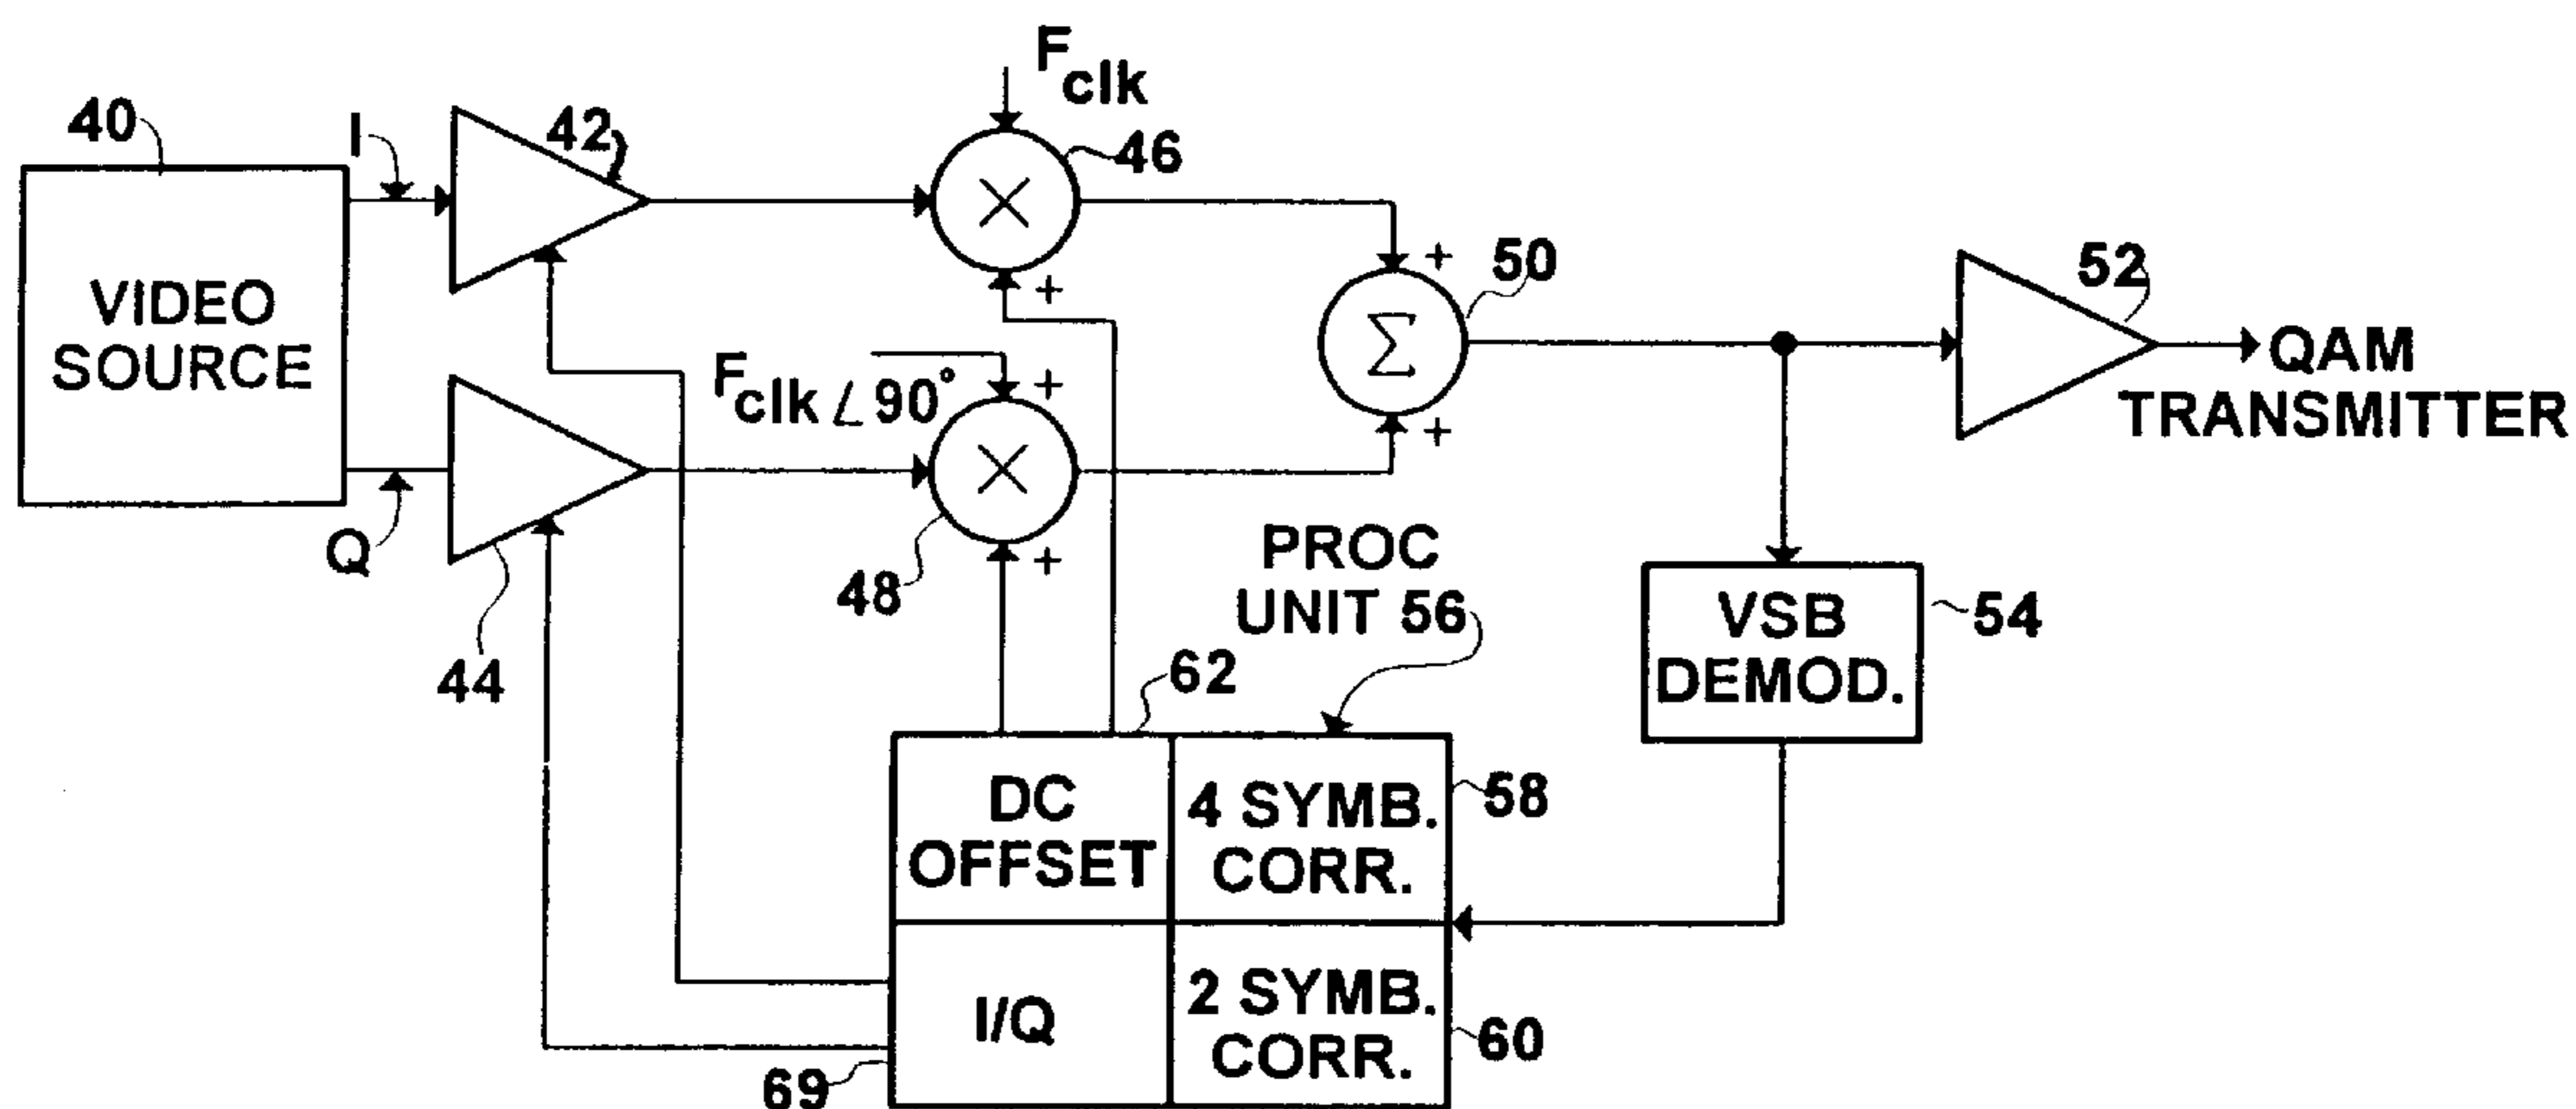 F clk
40
I
42
46
VIDEO
SOURCE
+
+
50
Σ
+
52
QAM
TRANSMITTER
F clk ∠90°
+
+
Q
44
48
+
PROC
UNIT 56
VSB
DEMOD.
54
62
DC
OFFSET
4 SYMB.
CORR.
58
I/Q
2 SYMB.
CORR.
60
69